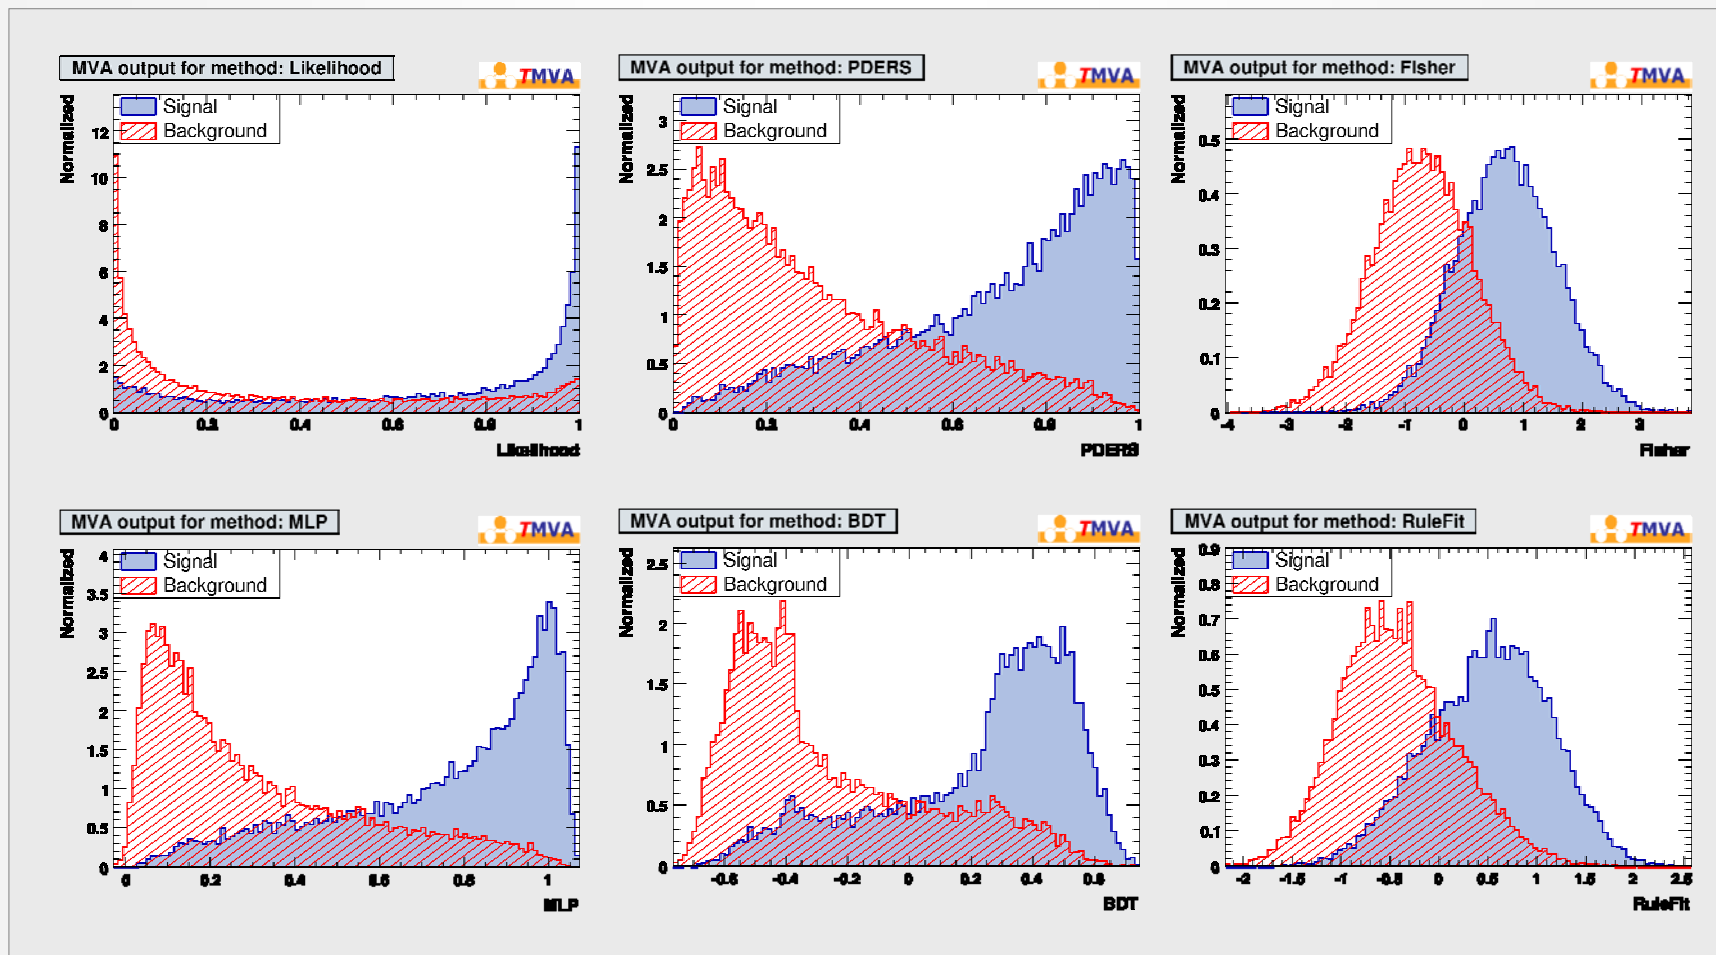 MVA output for method: Likelihood
TMVA
Normalized
Signal
Background
12
10
8
6
4
2
0
0 0.2 0.4 0.6 0.8 1
Likelihood
MVA output for method: PDERS
TMVA
Normalized
Signal
Background
3
2.5
2
1.5
1
0.5
0
0 0.2 0.4 0.6 0.8 1
PDERS
MVA output for method: Fisher
TMVA
Normalized
Signal
Background
0.5
0.4
0.3
0.2
0.1
0
-4 -3 -2 -1 0 1 2 3
Fisher
MVA output for method: MLP
TMVA
Normalized
Signal
Background
4
3.5
3
2.5
2
1.5
1
0.5
0
0 0.2 0.4 0.6 0.8 1
MLP
MVA output for method: BDT
TMVA
Normalized
Signal
Background
2.5
2
1.5
1
0.5
0
-0.6 -0.4 -0.2 0 0.2 0.4 0.6
BDT
MVA output for method: RuleFit
TMVA
Normalized
Signal
Background
0.9
0.8
0.7
0.6
0.5
0.4
0.3
0.2
0.1
0
-2 -1.5 -1 -0.5 0 0.5 1 1.5 2 2.5
RuleFit